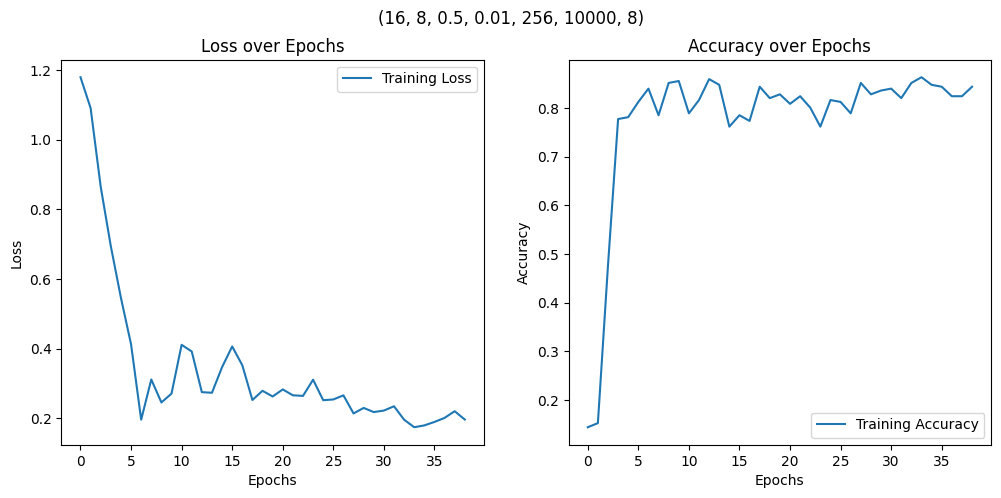 (16, 8, 0.5, 0.01, 256, 10000, 8)
Loss over Epochs
Training Loss
1.2
1.0
0.8
0.6
0.4
0.2
Loss
0 5 10 15 20 25 30 35
Epochs
Accuracy over Epochs
0.8
0.7
0.6
0.5
0.4
0.3
0.2
Accuracy
Training Accuracy
0 5 10 15 20 25 30 35
Epochs